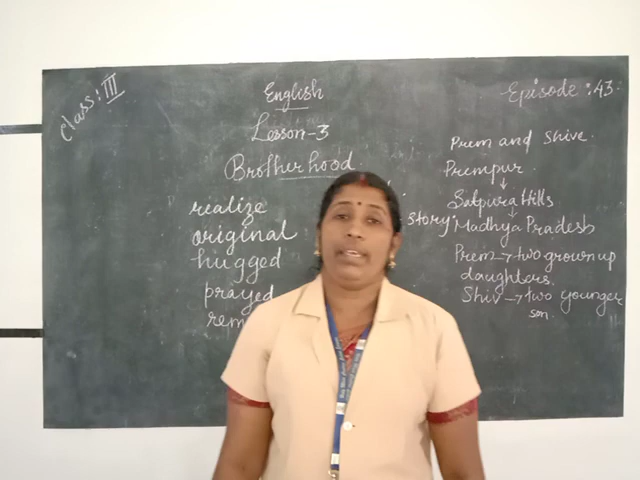 Class: III
English
Episode: 43
Lesson-3
Brotherhood
realize
original
hugged
prayed
Prem and Shive.
Prempur
↓
Satpura Hills
↓
Story: Madhya Pradesh
Prem → two grown up
daughters.
Shiv → two younger
son.